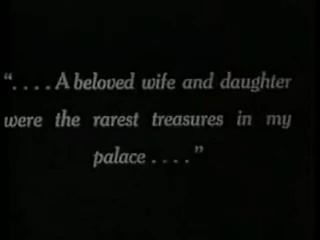 “. . . . A beloved wife and daughter
were the rarest treasures in my
palace . . . .”